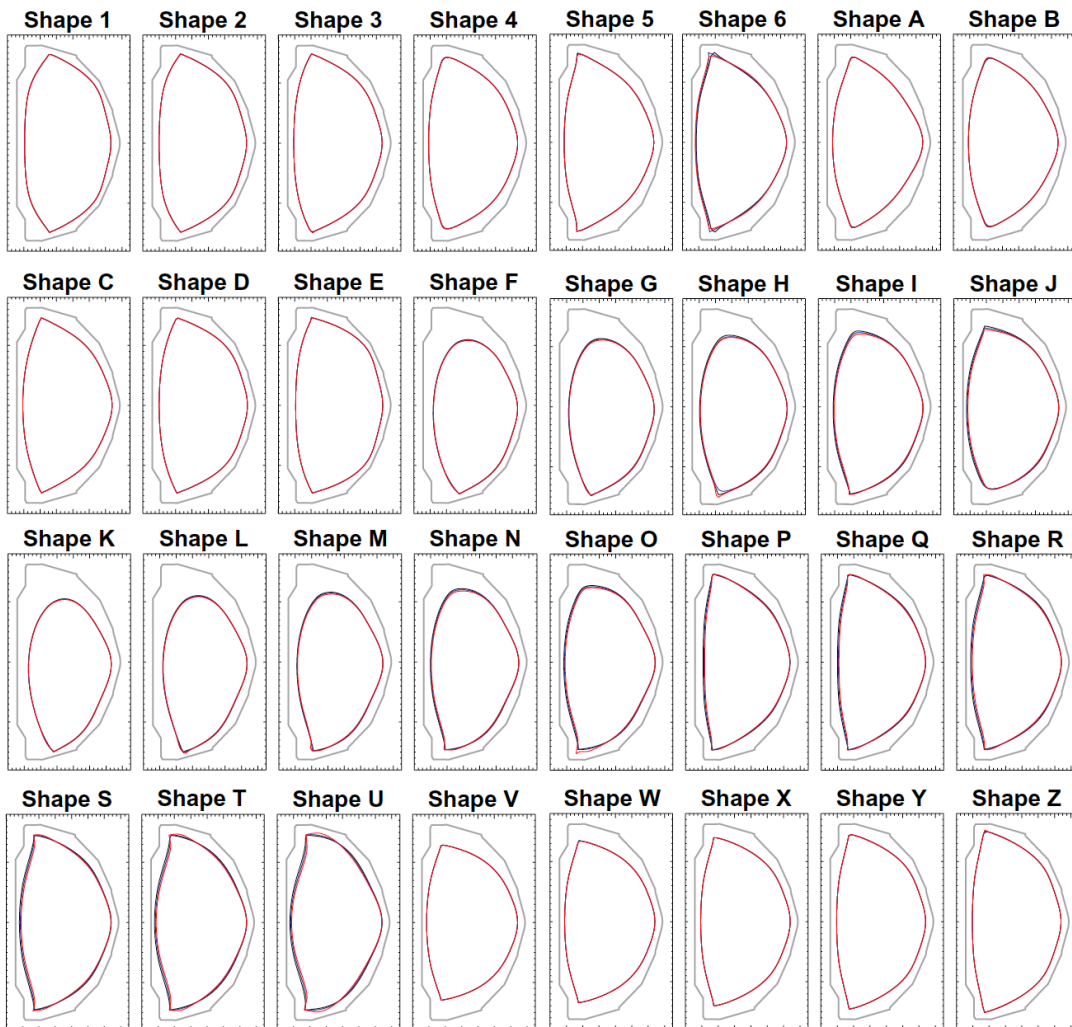 Shape 1 Shape 2 Shape 3 Shape 4 Shape 5 Shape 6 Shape A Shape B
Shape C Shape D Shape E Shape F Shape G Shape H Shape I Shape J
Shape K Shape L Shape M Shape N Shape O Shape P Shape Q Shape R
Shape S Shape T Shape U Shape V Shape W Shape X Shape Y Shape Z